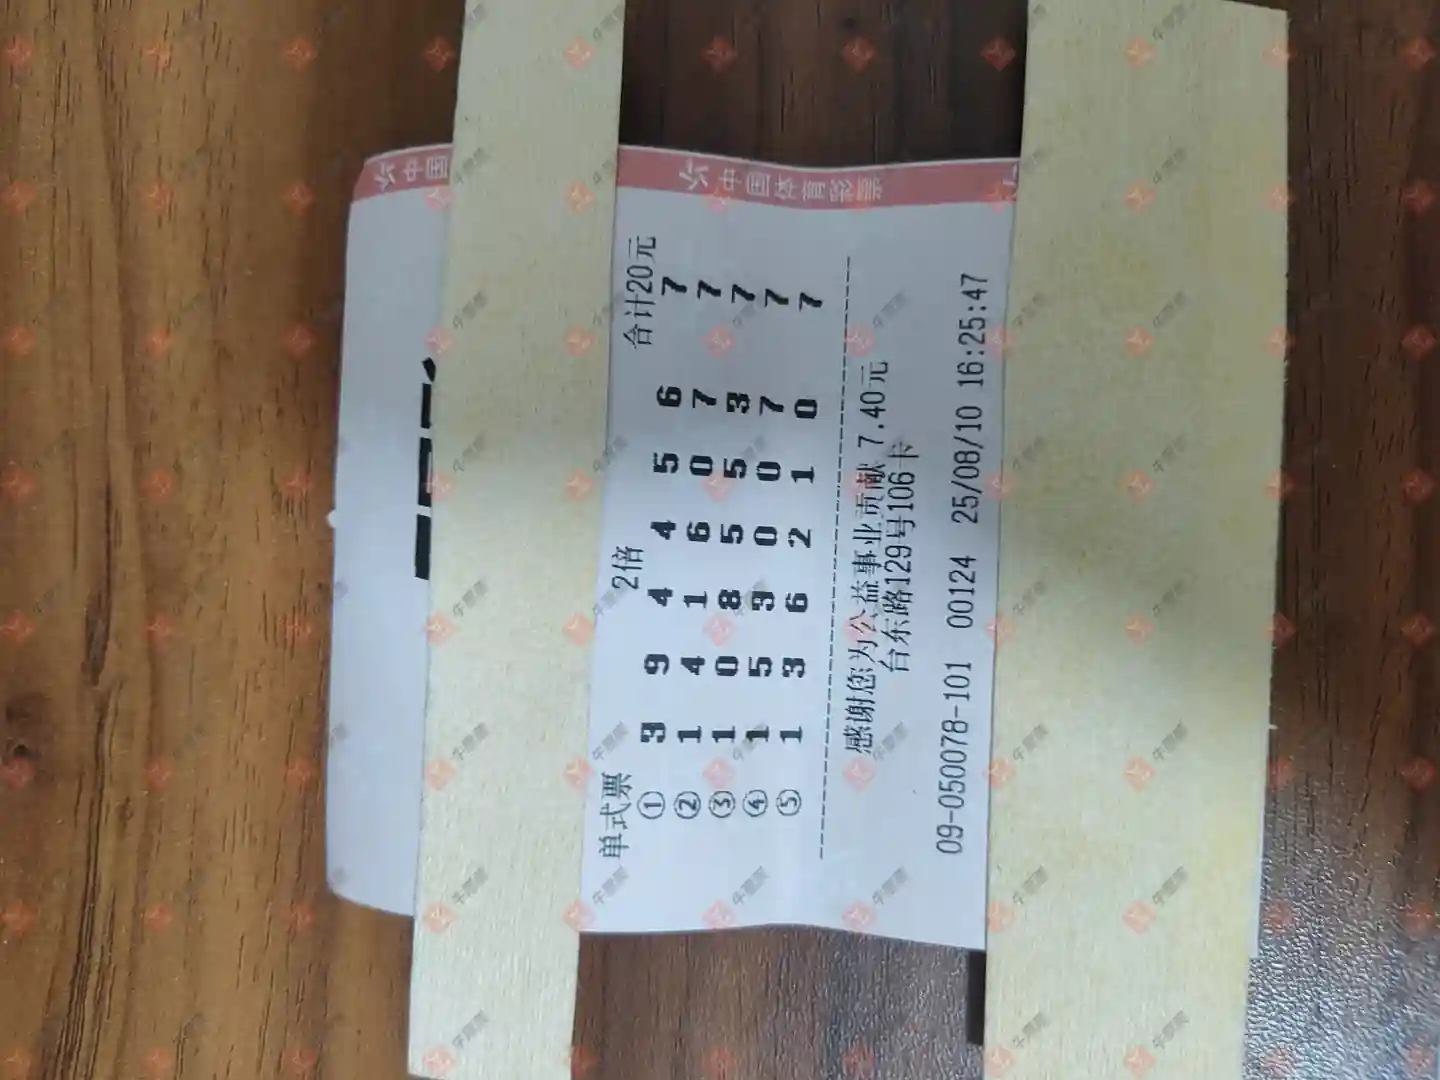 中国体育彩票
中国
单式票 2倍 合计20元
① 3 9 4 4 5 6 7
② 1 4 1 6 0 7 7
③ 1 0 8 5 5 3 7
④ 1 5 3 0 0 7 7
⑤ 1 3 6 2 1 0 7
感谢您为公益事业贡献 7.40元
台东路129号106卡
09-050078-101 00124 25/08/10 16:25:47